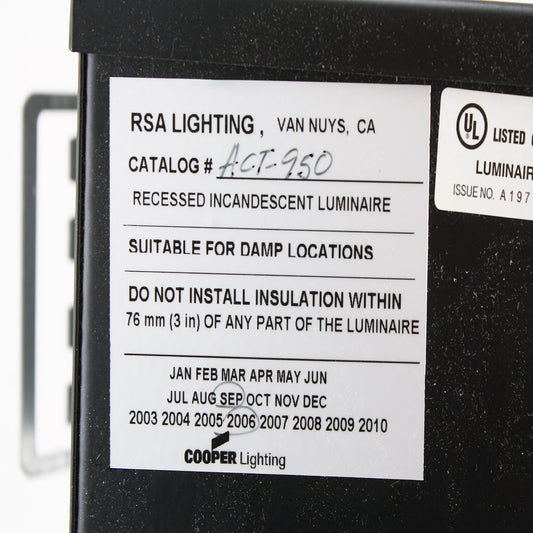 RSA LIGHTING, VAN NUYS, CA
CATALOG # ACT-950
RECESSED INCANDESCENT LUMINAIRE
SUITABLE FOR DAMP LOCATIONS
DO NOT INSTALL INSULATION WITHIN
76 mm (3 in) OF ANY PART OF THE LUMINAIRE
JAN FEB MAR APR MAY JUN
JUL AUG SEP OCT NOV DEC
2003 2004 2005 2006 2007 2008 2009 2010
COOPER Lighting
UL LISTED
LUMINAIR
ISSUE NO. A 197